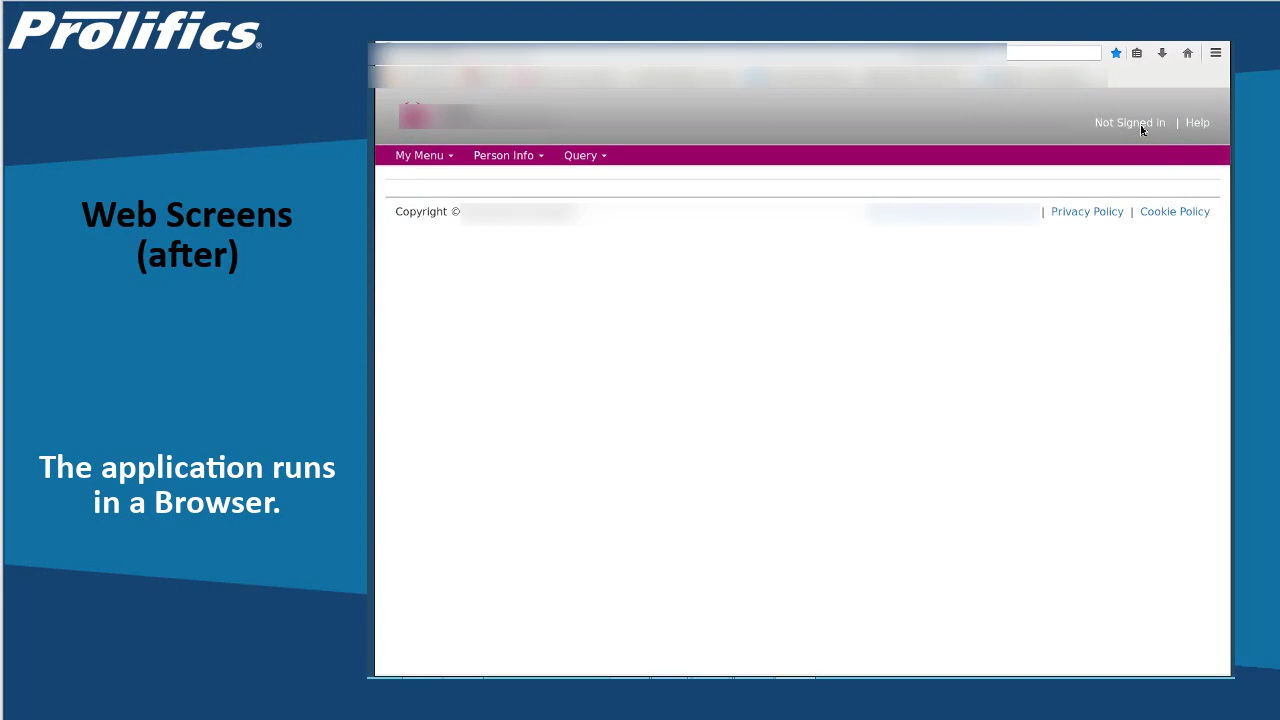 Prolifics®
Not Signed in | Help
My Menu Person Info Query
Web Screens
(after)
Copyright ©
| Privacy Policy | Cookie Policy
The application runs
in a Browser.